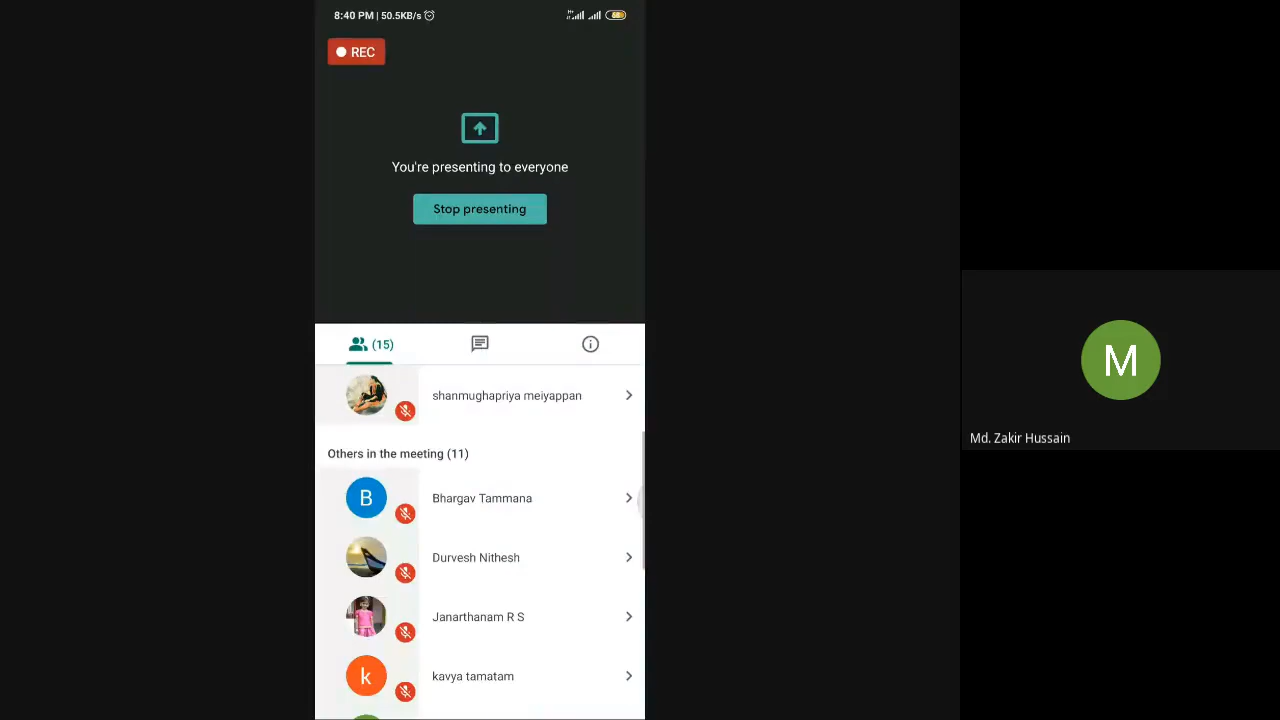 8:40 PM | 50.5KB/s
68
REC
You're presenting to everyone
Stop presenting
(15)
shanmughapriya meiyappan
Others in the meeting (11)
B
Bhargav Tammana
Durvesh Nithesh
Janarthanam R S
k
kavya tamatam
M
Md. Zakir Hussain